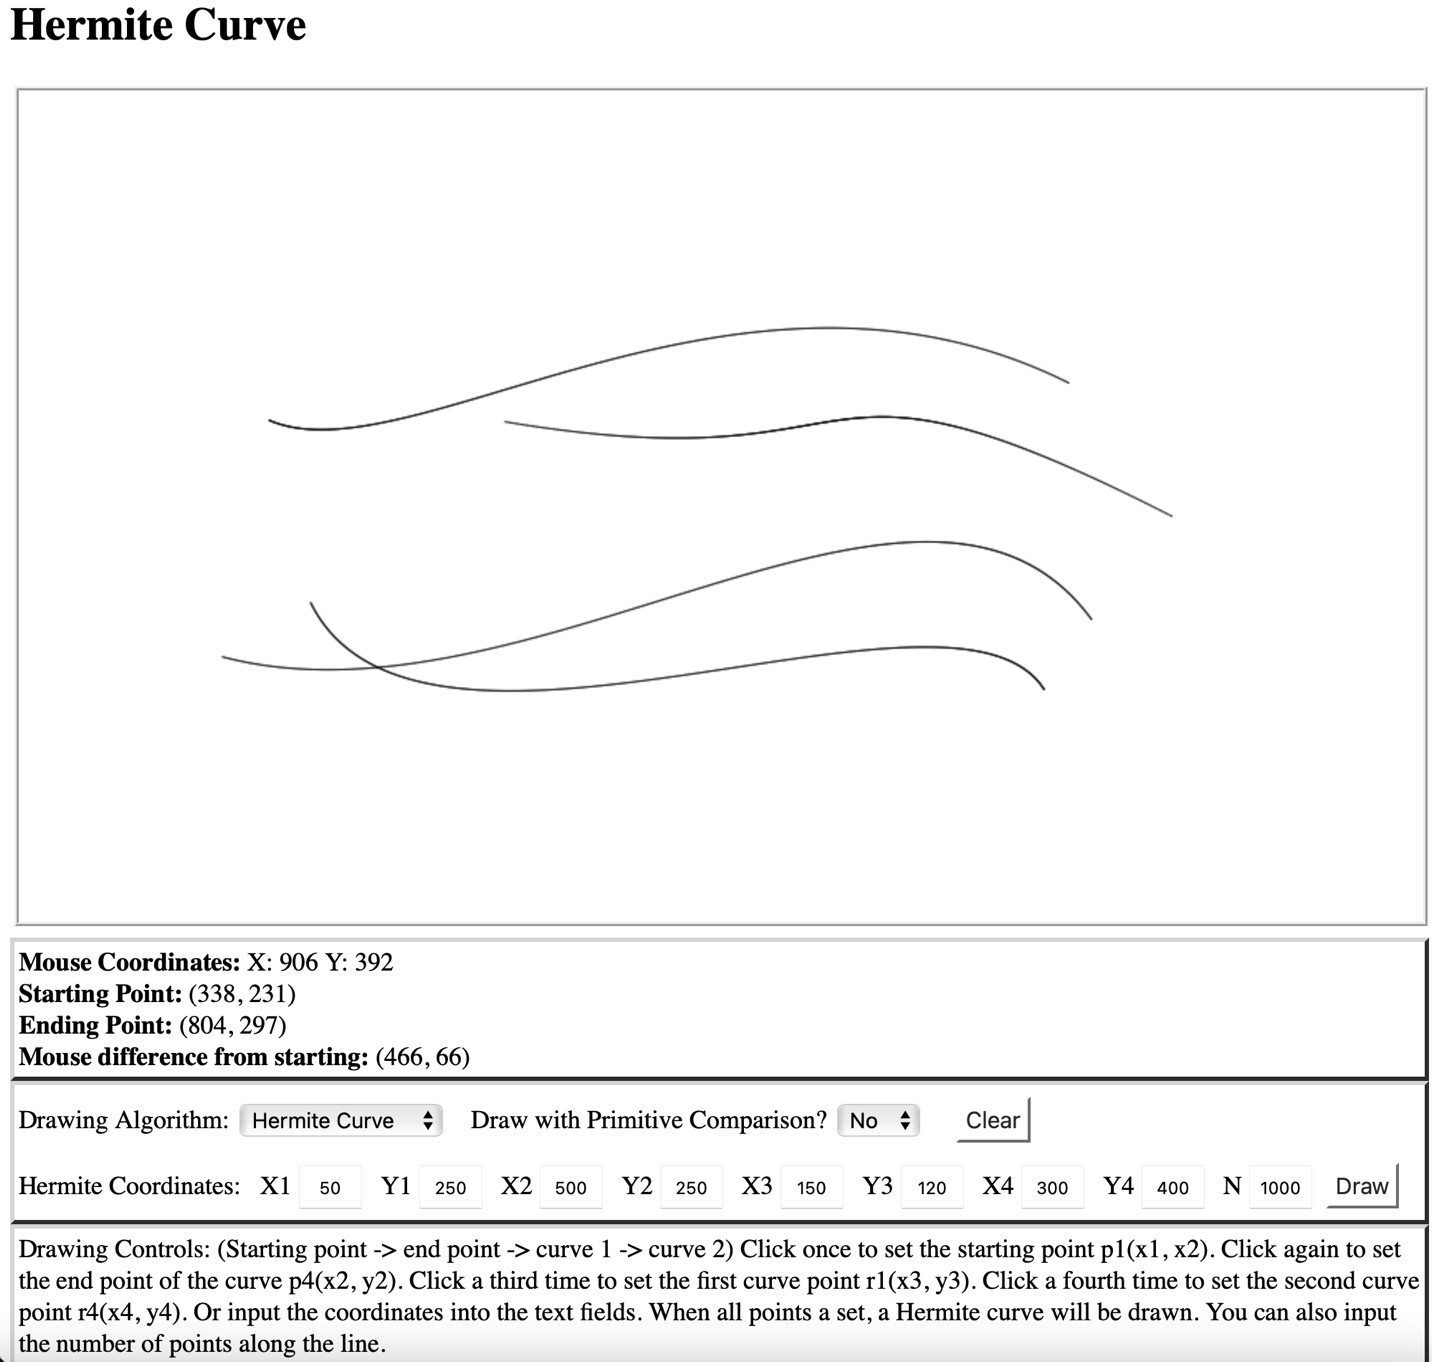 Hermite Curve
Mouse Coordinates: X: 906 Y: 392
Starting Point: (338, 231)
Ending Point: (804, 297)
Mouse difference from starting: (466, 66)
Drawing Algorithm: Hermite Curve Draw with Primitive Comparison? No Clear
Hermite Coordinates: X1 50 Y1 250 X2 500 Y2 250 X3 150 Y3 120 X4 300 Y4 400 N 1000 Draw
Drawing Controls: (Starting point -> end point -> curve 1 -> curve 2) Click once to set the starting point p1(x1, x2). Click again to set
the end point of the curve p4(x2, y2). Click a third time to set the first curve point r1(x3, y3). Click a fourth time to set the second curve
point r4(x4, y4). Or input the coordinates into the text fields. When all points a set, a Hermite curve will be drawn. You can also input
the number of points along the line.